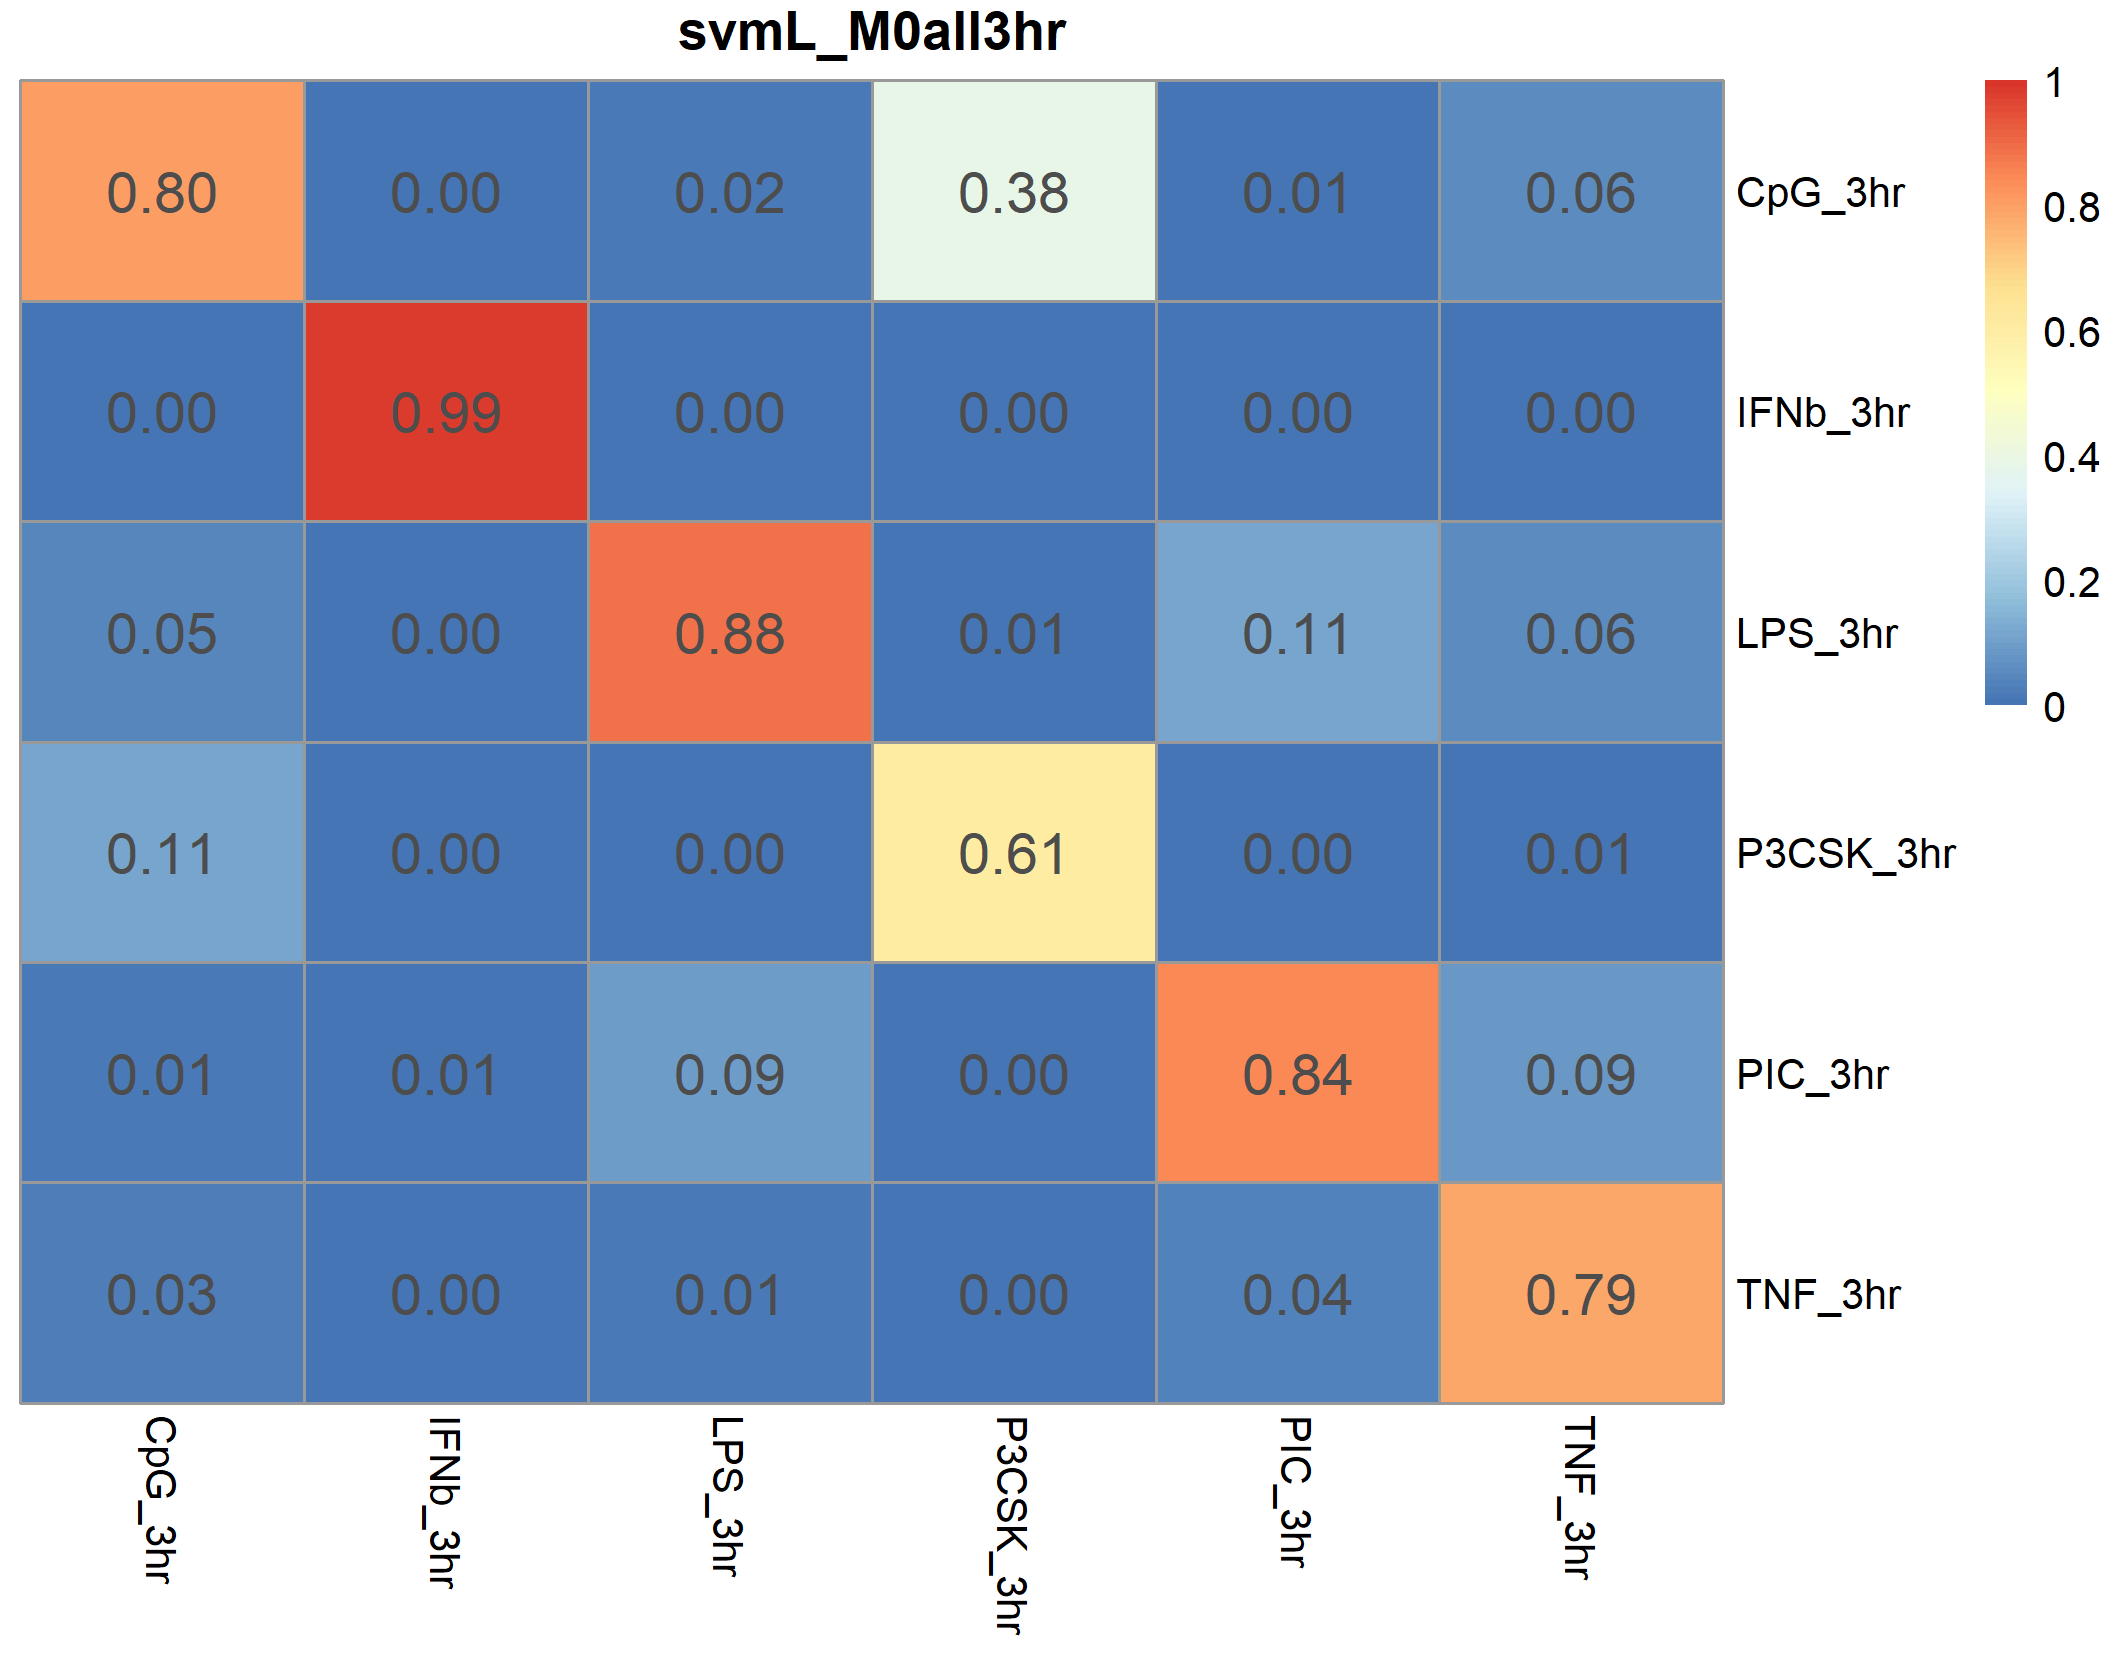 svmL_M0all3hr
0.80 0.00 0.02 0.38 0.01 0.06 CpG_3hr
0.00 0.99 0.00 0.00 0.00 0.00 IFNb_3hr
0.05 0.00 0.88 0.01 0.11 0.06 LPS_3hr
0.11 0.00 0.00 0.61 0.00 0.01 P3CSK_3hr
0.01 0.01 0.09 0.00 0.84 0.09 PIC_3hr
0.03 0.00 0.01 0.00 0.04 0.79 TNF_3hr
CpG_3hr
IFNb_3hr
LPS_3hr
P3CSK_3hr
PIC_3hr
TNF_3hr
1
0.8
0.6
0.4
0.2
0